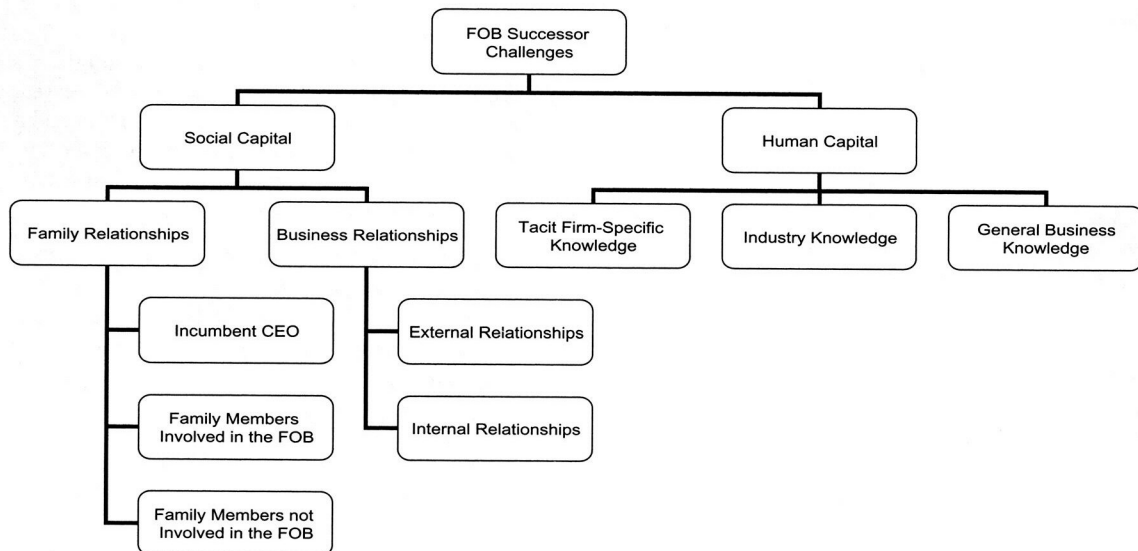 FOB Successor
Challenges
Social Capital
Human Capital
Family Relationships
Business Relationships
Tacit Firm-Specific
Knowledge
Industry Knowledge
General Business
Knowledge
Incumbent CEO
External Relationships
Family Members
Involved in the FOB
Internal Relationships
Family Members not
Involved in the FOB